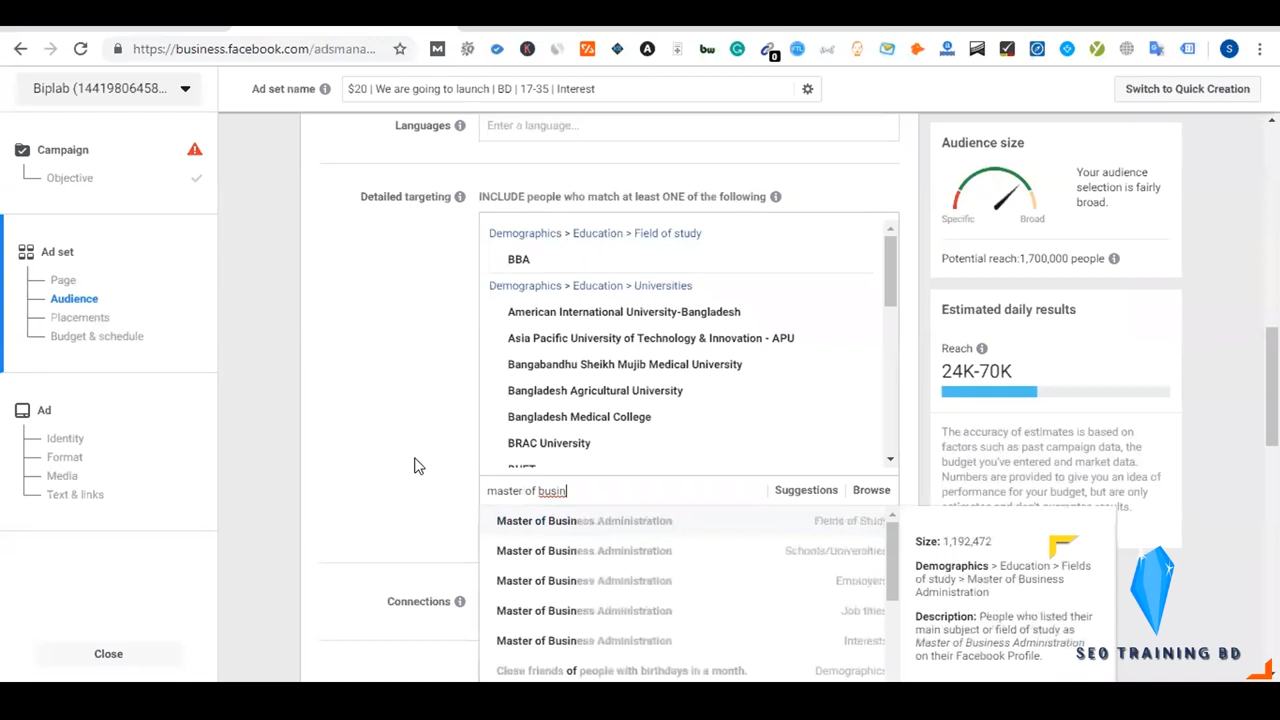 https://business.facebook.com/adsmana...
Biplab (14419806458...
Ad set name
$20 | We are going to launch | BD | 17-35 | Interest
Switch to Quick Creation
Campaign
Objective
Ad set
Page
Audience
Placements
Budget & schedule
Ad
Identity
Format
Media
Text & links
Close
Languages
Enter a language...
Detailed targeting
INCLUDE people who match at least ONE of the following
Demographics > Education > Field of study
BBA
Demographics > Education > Universities
American International University-Bangladesh
Asia Pacific University of Technology & Innovation - APU
Bangabandhu Sheikh Mujib Medical University
Bangladesh Agricultural University
Bangladesh Medical College
BRAC University
master of busin
Suggestions
Browse
Master of Business Administration Fields of Study
Master of Business Administration Schools/Universities
Master of Business Administration Employers
Master of Business Administration Job titles
Master of Business Administration Interests
Close friends of people with birthdays in a month. Demographics
Connections
Audience size
Specific
Broad
Your audience
selection is fairly
broad.
Potential reach:1,700,000 people
Estimated daily results
Reach
24K-70K
The accuracy of estimates is based on
factors such as past campaign data, the
budget you've entered and market data.
Numbers are provided to give you an idea of
performance for your budget, but are only
Size: 1,192,472
Demographics > Education > Fields
of study > Master of Business
Administration
Description: People who listed their
main subject or field of study as
Master of Business Administration
on their Facebook Profile.
SEO TRAINING BD